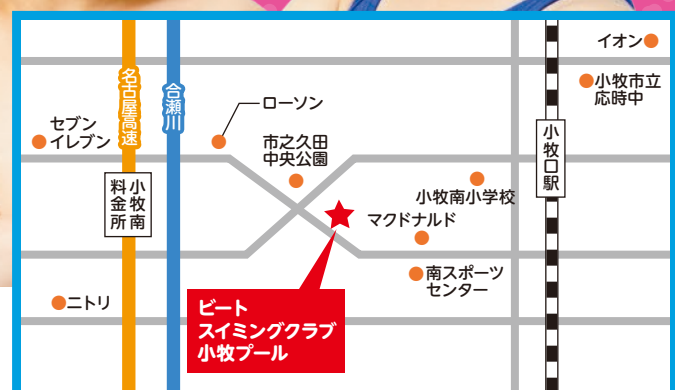 イオン
小牧市立
応時中
名古屋高速
合瀬川
ローソン
セブン
イレブン
市之久田
中央公園
小牧口駅
小牧南
料金所
小牧南小学校
マクドナルド
南スポーツ
センター
ニトリ
ビート
スイミングクラブ
小牧プール